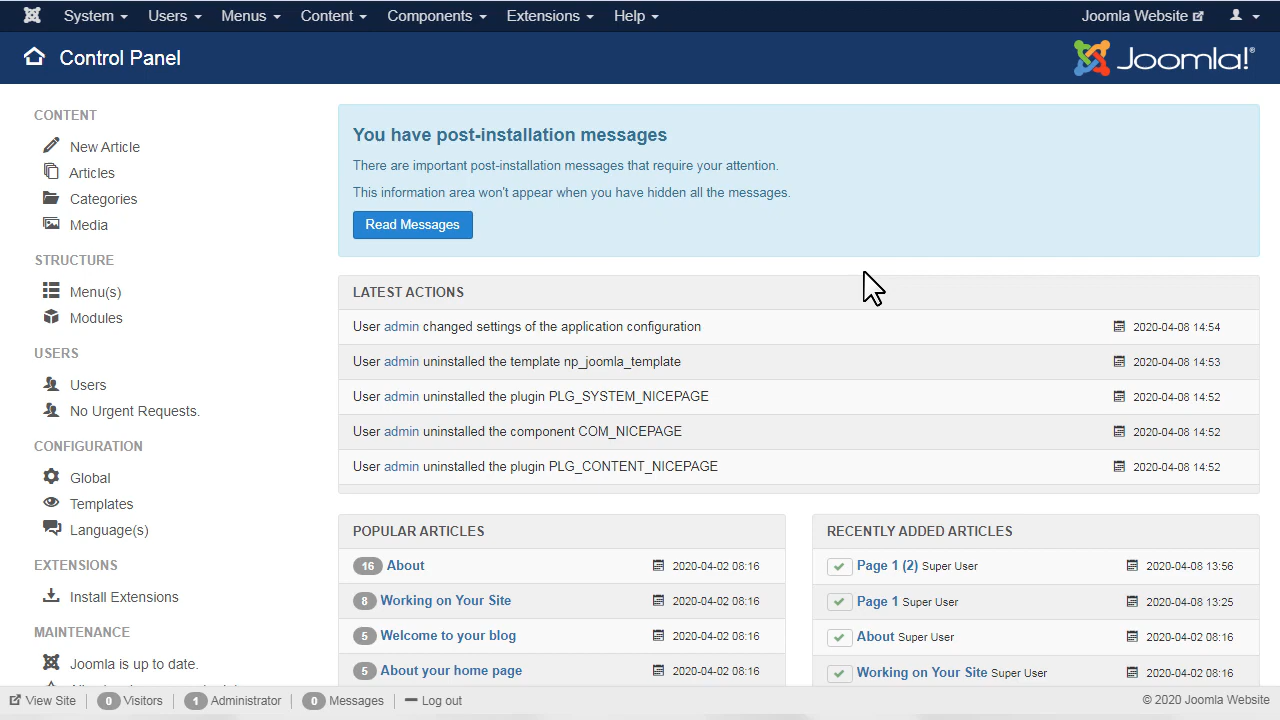 System Users Menus Content Components Extensions Help Joomla Website
Control Panel Joomla!®
CONTENT
New Article
Articles
Categories
Media
STRUCTURE
Menu(s)
Modules
USERS
Users
No Urgent Requests.
CONFIGURATION
Global
Templates
Language(s)
EXTENSIONS
Install Extensions
MAINTENANCE
Joomla is up to date.
You have post-installation messages
There are important post-installation messages that require your attention.
This information area won't appear when you have hidden all the messages.
Read Messages
LATEST ACTIONS
User admin changed settings of the application configuration 2020-04-08 14:54
User admin uninstalled the template np_joomla_template 2020-04-08 14:53
User admin uninstalled the plugin PLG_SYSTEM_NICEPAGE 2020-04-08 14:52
User admin uninstalled the component COM_NICEPAGE 2020-04-08 14:52
User admin uninstalled the plugin PLG_CONTENT_NICEPAGE 2020-04-08 14:52
POPULAR ARTICLES
16 About 2020-04-02 08:16
8 Working on Your Site 2020-04-02 08:16
5 Welcome to your blog 2020-04-02 08:16
5 About your home page 2020-04-02 08:16
RECENTLY ADDED ARTICLES
Page 1 (2) Super User 2020-04-08 13:56
Page 1 Super User 2020-04-08 13:25
About Super User 2020-04-02 08:16
Working on Your Site Super User 2020-04-02 08:16
View Site 0 Visitors 1 Administrator 0 Messages Log out © 2020 Joomla Website